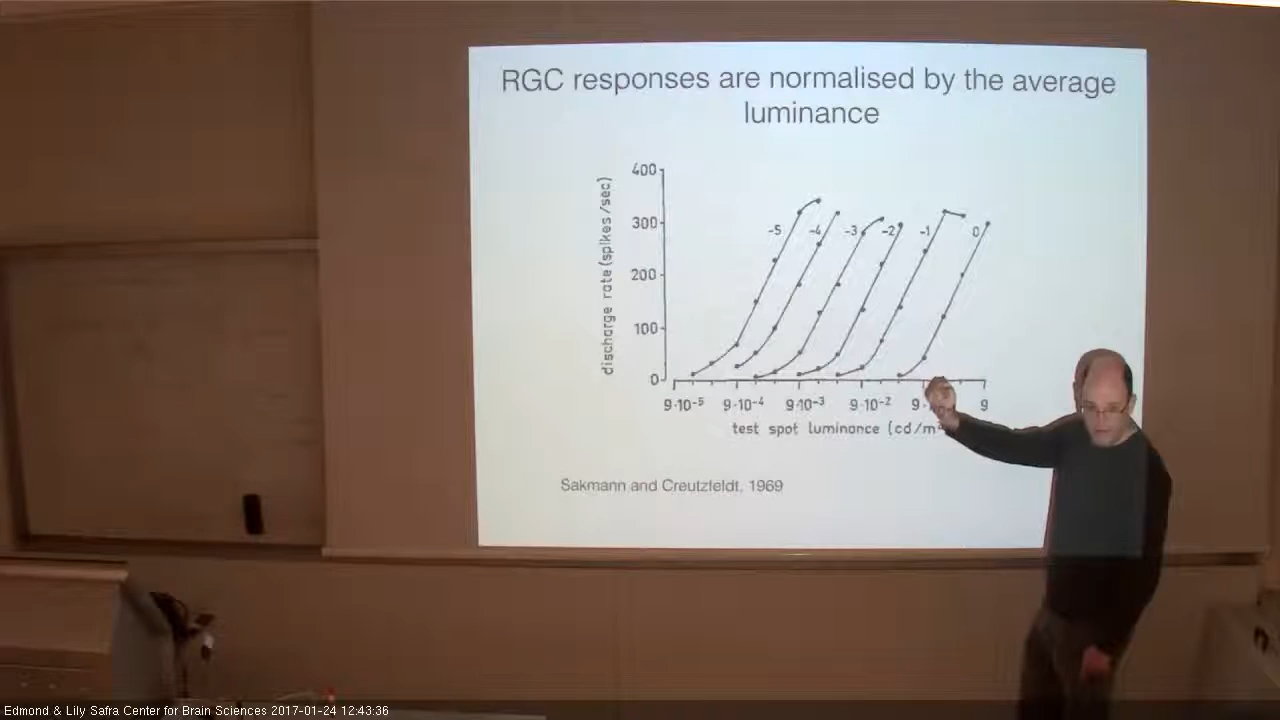 RGC responses are normalised by the average
luminance
400
300
200
100
0
discharge rate (spikes/sec)
-5
-4
-3
-2
-1
0
9·10-5
9·10-4
9·10-3
9·10-2
9
test spot luminance (cd/m
Sakmann and Creutzfeldt, 1969
Edmond & Lily Safra Center for Brain Sciences 2017-01-24 12:43:36